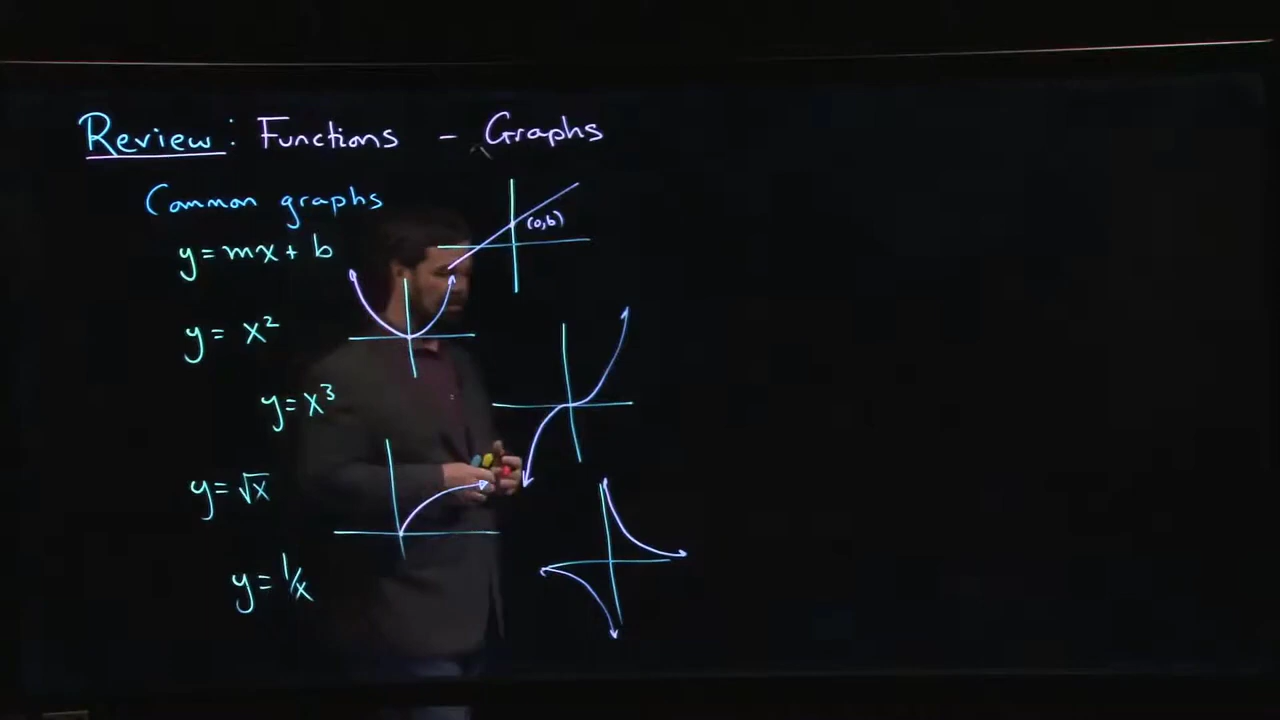 Review: Functions - Graphs
Common graphs
y = mx + b
(0,b)
y = x²
y = x³
y = √x
y = 1/x